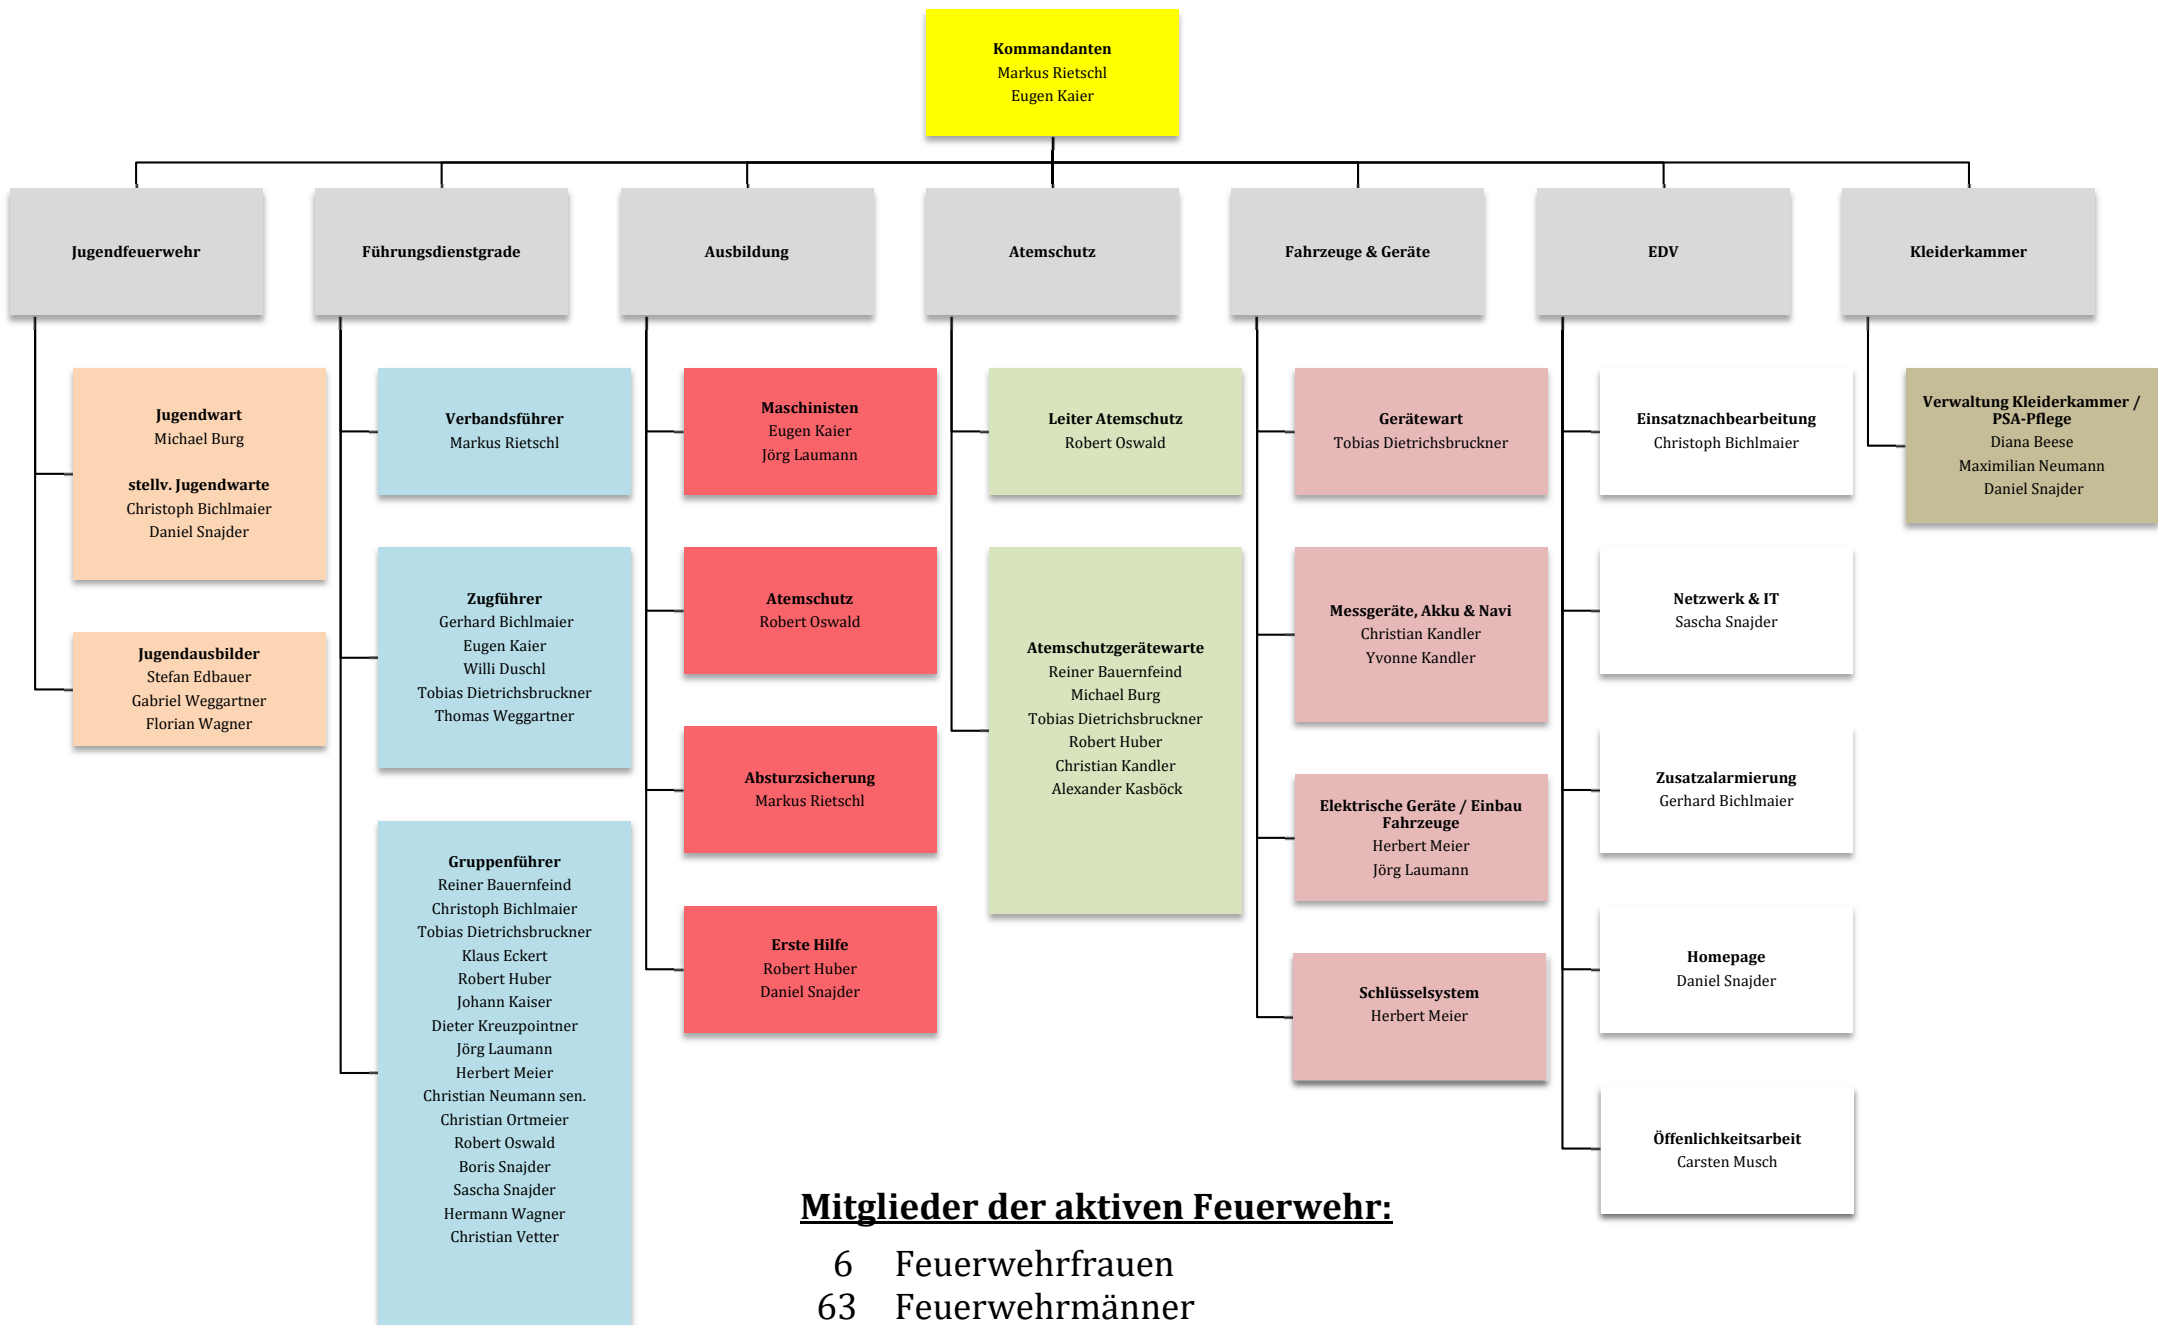 Kommandanten
Markus Rietschl
Eugen Kaier
Jugendfeuerwehr
Führungsdienstgrade
Ausbildung
Atemschutz
Fahrzeuge & Geräte
EDV
Kleiderkammer
Jugendwart
Michael Burg
stellv. Jugendwarte
Christoph Bichlmaier
Daniel Snajder
Jugendausbilder
Stefan Edbauer
Gabriel Weggartner
Florian Wagner
Verbandsführer
Markus Rietschl
Zugführer
Gerhard Bichlmaier
Eugen Kaier
Willi Duschl
Tobias Dietrichsbruckner
Thomas Weggartner
Gruppenführer
Reiner Bauernfeind
Christoph Bichlmaier
Tobias Dietrichsbruckner
Klaus Eckert
Robert Huber
Johann Kaiser
Dieter Kreuzpointner
Jörg Laumann
Herbert Meier
Christian Neumann sen.
Christian Ortmeier
Robert Oswald
Boris Snajder
Sascha Snajder
Hermann Wagner
Christian Vetter
Maschinisten
Eugen Kaier
Jörg Laumann
Atemschutz
Robert Oswald
Absturzsicherung
Markus Rietschl
Erste Hilfe
Robert Huber
Daniel Snajder
Leiter Atemschutz
Robert Oswald
Atemschutzgerätewarte
Reiner Bauernfeind
Michael Burg
Tobias Dietrichsbruckner
Robert Huber
Christian Kandler
Alexander Kasböck
Gerätewart
Tobias Dietrichsbruckner
Messgeräte, Akku & Navi
Christian Kandler
Yvonne Kandler
Elektrische Geräte / Einbau
Fahrzeuge
Herbert Meier
Jörg Laumann
Schlüsselsystem
Herbert Meier
Einsatznachbearbeitung
Christoph Bichlmaier
Netzwerk & IT
Sascha Snajder
Zusatzalarmierung
Gerhard Bichlmaier
Homepage
Daniel Snajder
Öffenlichkeitsarbeit
Carsten Musch
Verwaltung Kleiderkammer /
PSA-Pflege
Diana Beese
Maximilian Neumann
Daniel Snajder
Mitglieder der aktiven Feuerwehr:
6 Feuerwehrfrauen
63 Feuerwehrmänner